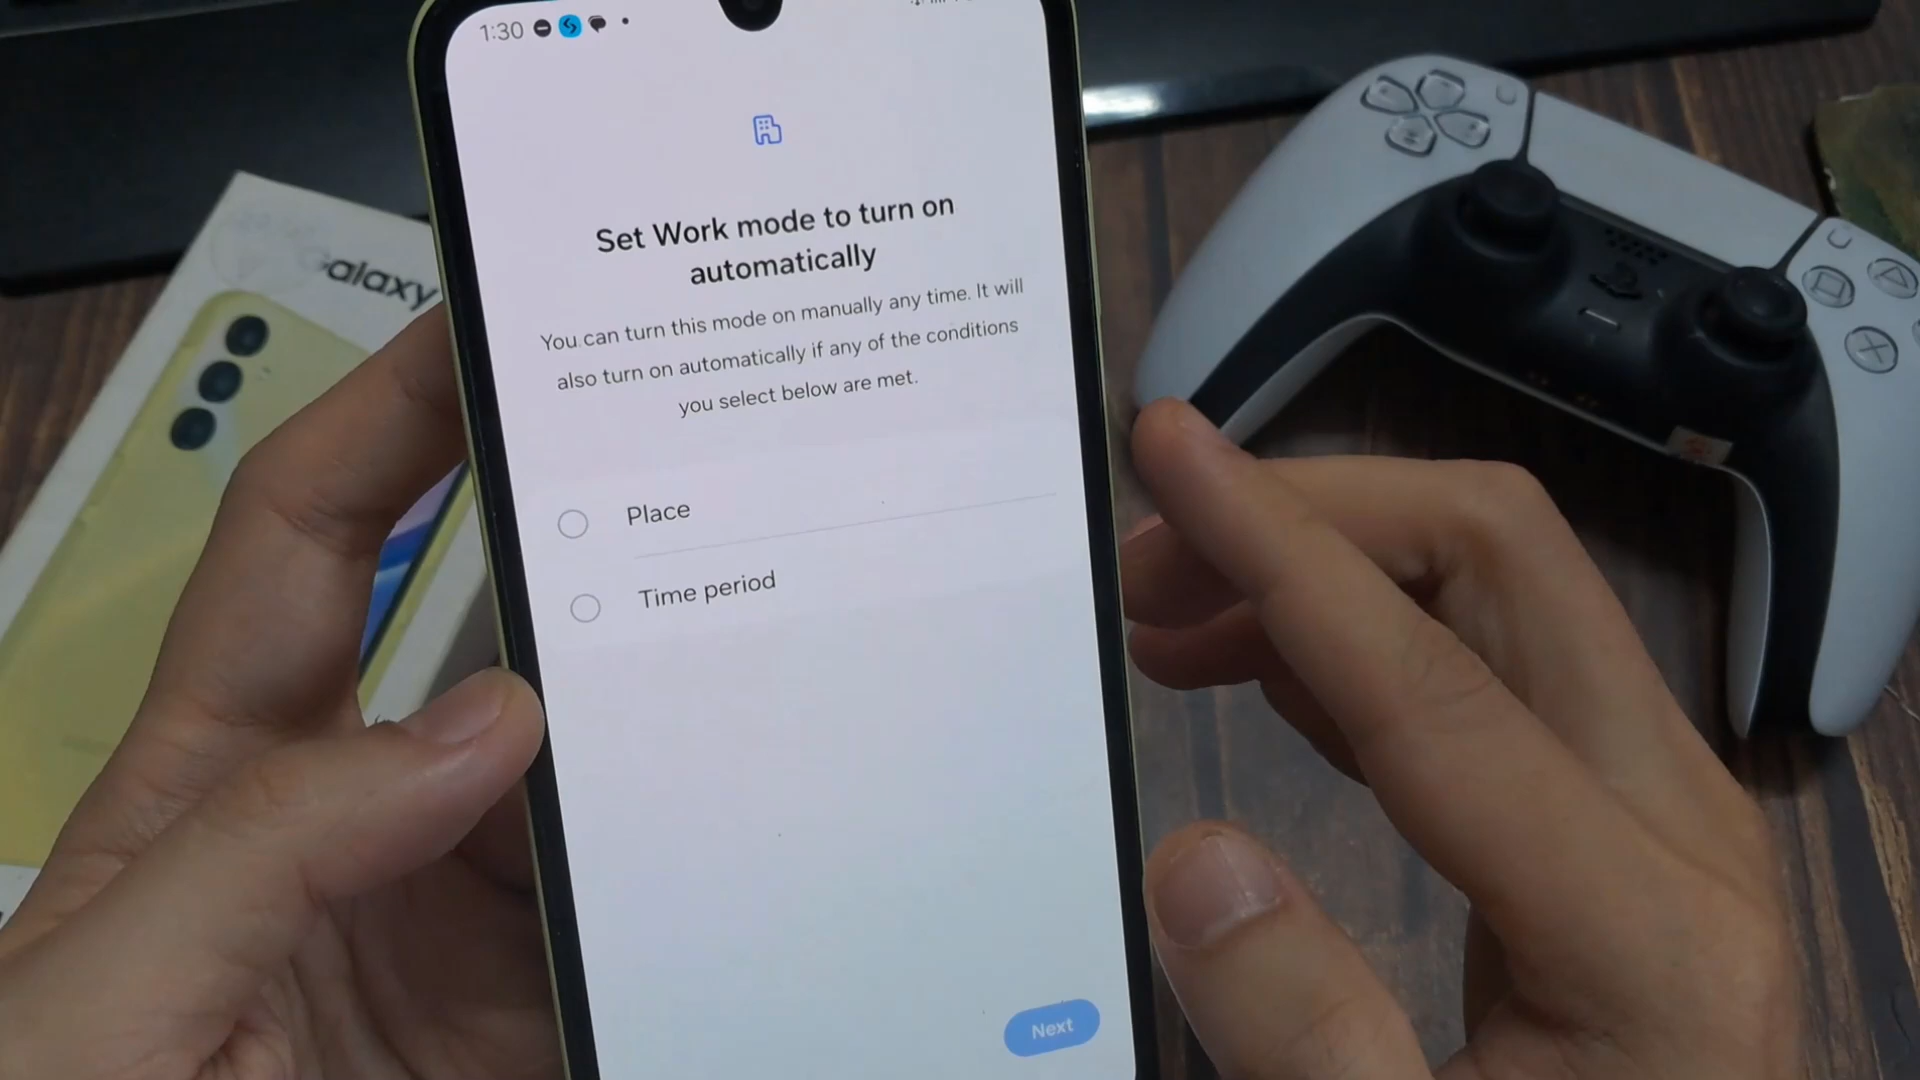 1:30
Galaxy
Set Work mode to turn on
automatically
You can turn this mode on manually any time. It will
also turn on automatically if any of the conditions
you select below are met.
Place
Time period
Next